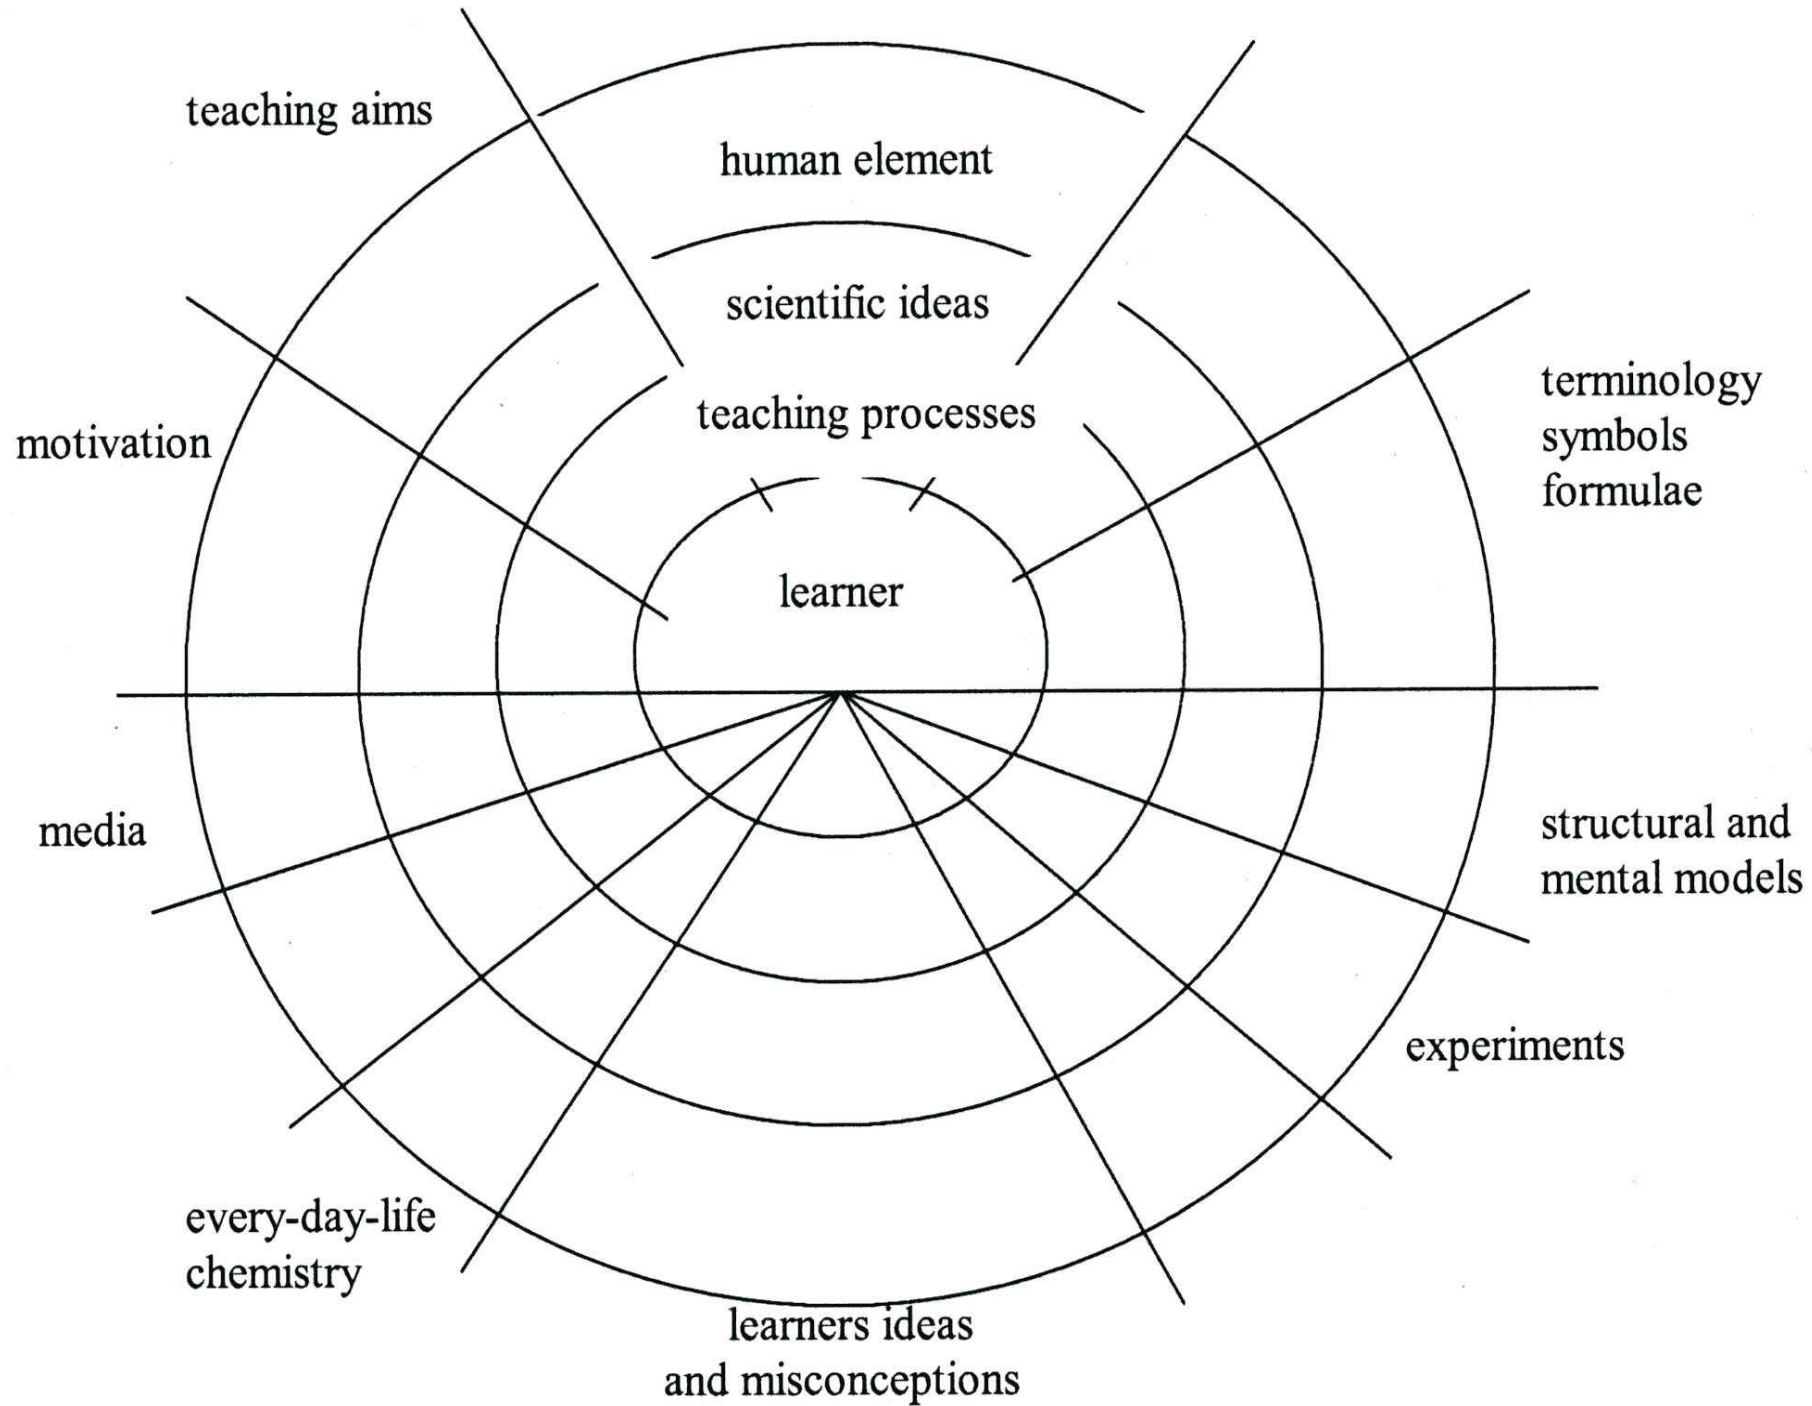 teaching aims
human element
scientific ideas
teaching processes
learner
motivation
terminology
symbols
formulae
media
structural and
mental models
experiments
every-day-life
chemistry
learners ideas
and misconceptions